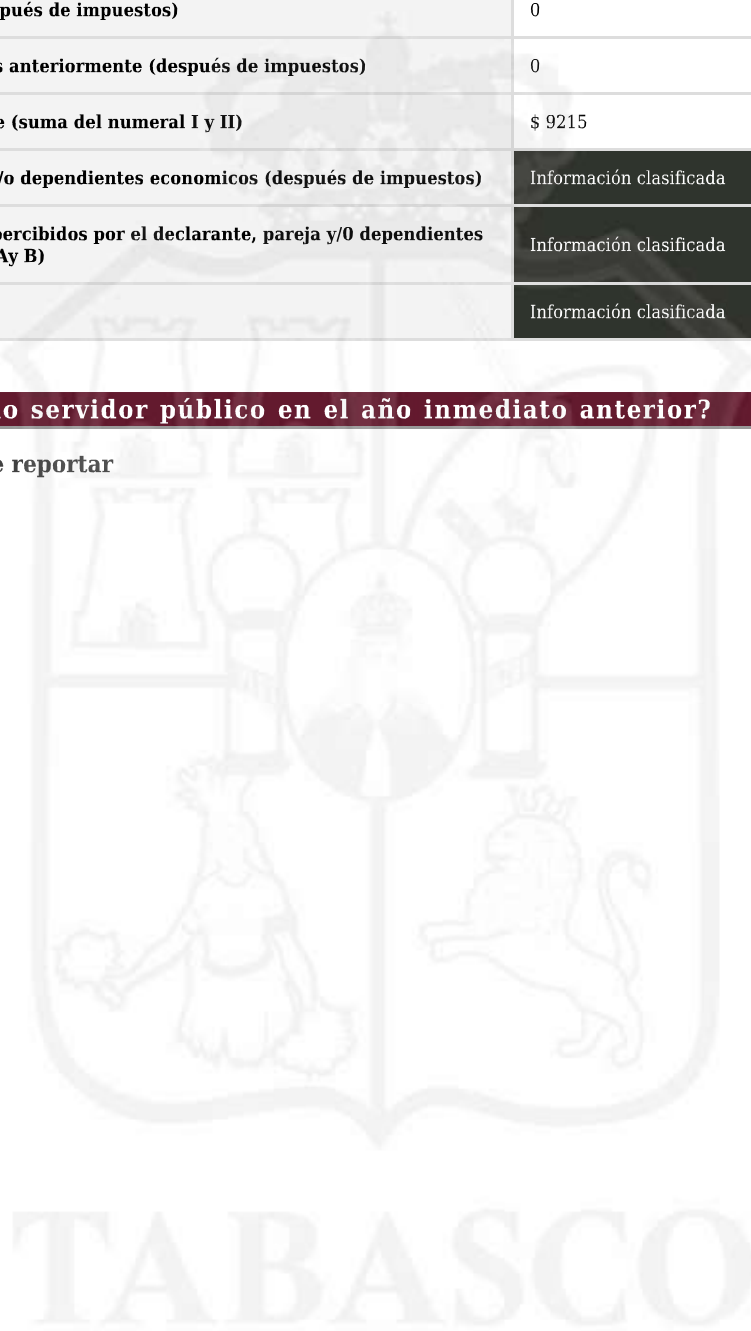 pués de impuestos) 0
s anteriormente (después de impuestos) 0
e (suma del numeral I y II) $ 9215
/o dependientes economicos (después de impuestos) Información clasificada
percibidos por el declarante, pareja y/0 dependientes
Ay B) Información clasificada
Información clasificada
o servidor público en el año inmediato anterior?
e reportar
TABASCO